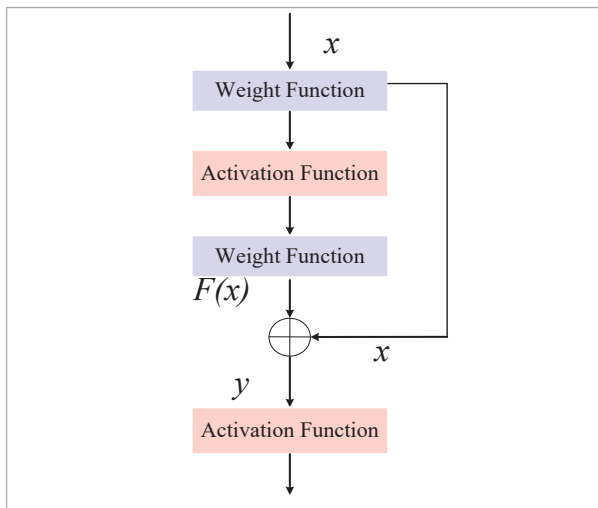 x
Weight Function
Activation Function
Weight Function
F(x)
x
y
Activation Function